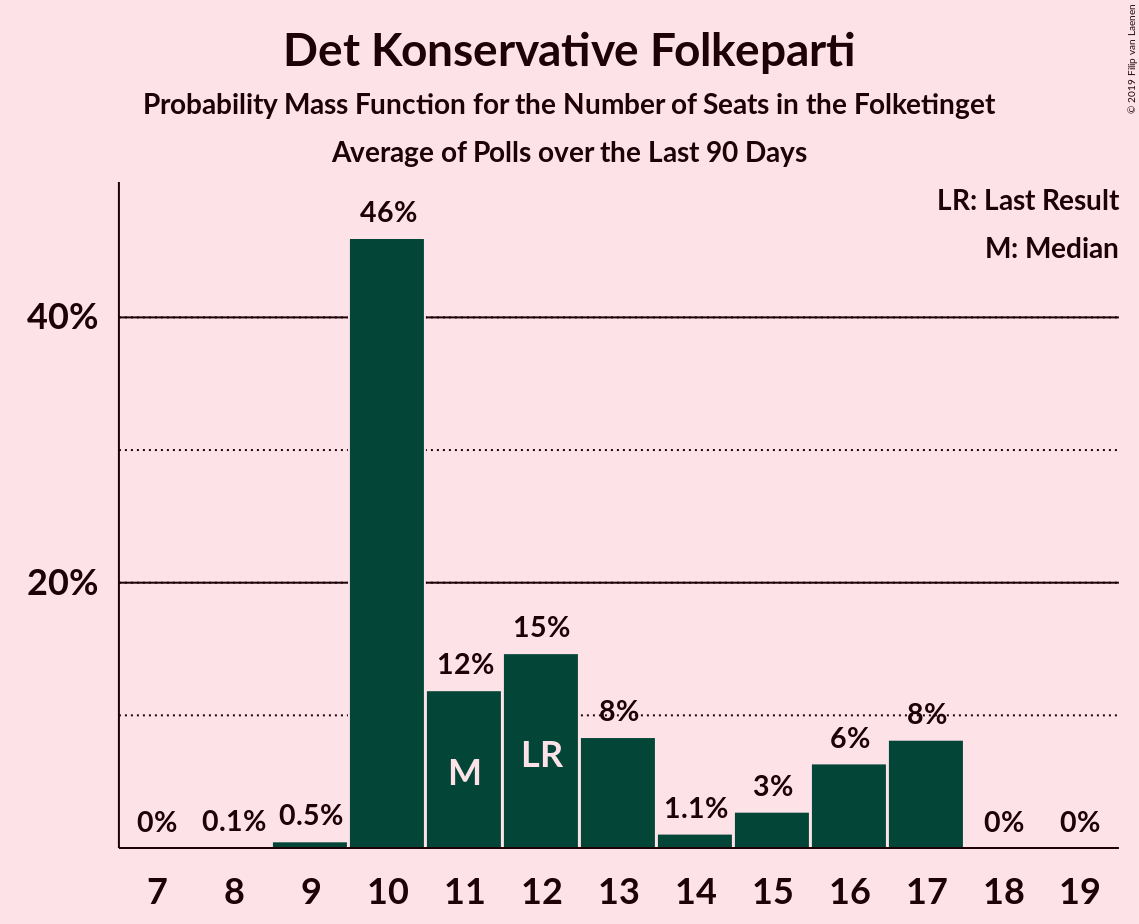 Det Konservative Folkeparti
Probability Mass Function for the Number of Seats in the Folketinget
Average of Polls over the Last 90 Days
© 2019 Filip van Laenen
LR: Last Result
M: Median
40%
20%
0%
0.1%
0.5%
46%
12%
15%
8%
1.1%
3%
6%
8%
0%
0%
M
LR
7 8 9 10 11 12 13 14 15 16 17 18 19